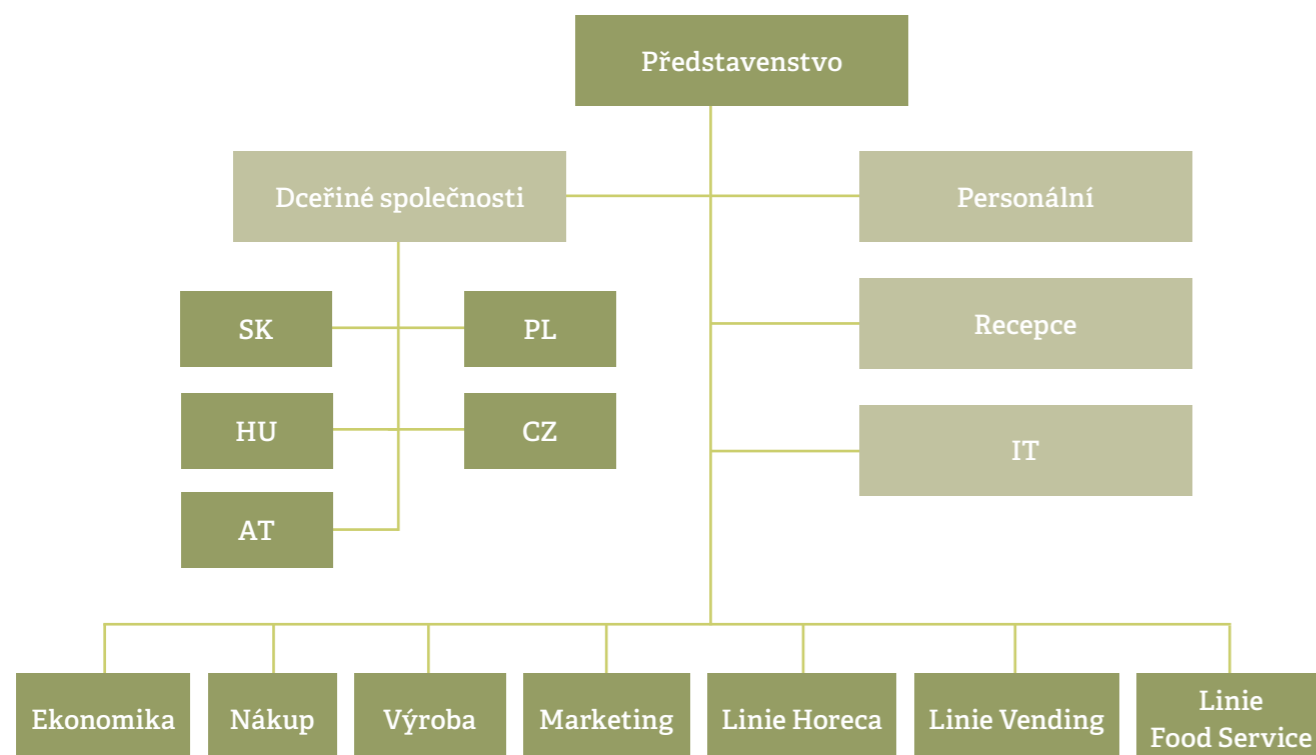 Představenstvo
Dceřiné společnosti
Personální
SK
PL
Recepce
HU
CZ
IT
AT
Ekonomika
Nákup
Výroba
Marketing
Linie Horeca
Linie Vending
Linie
Food Service